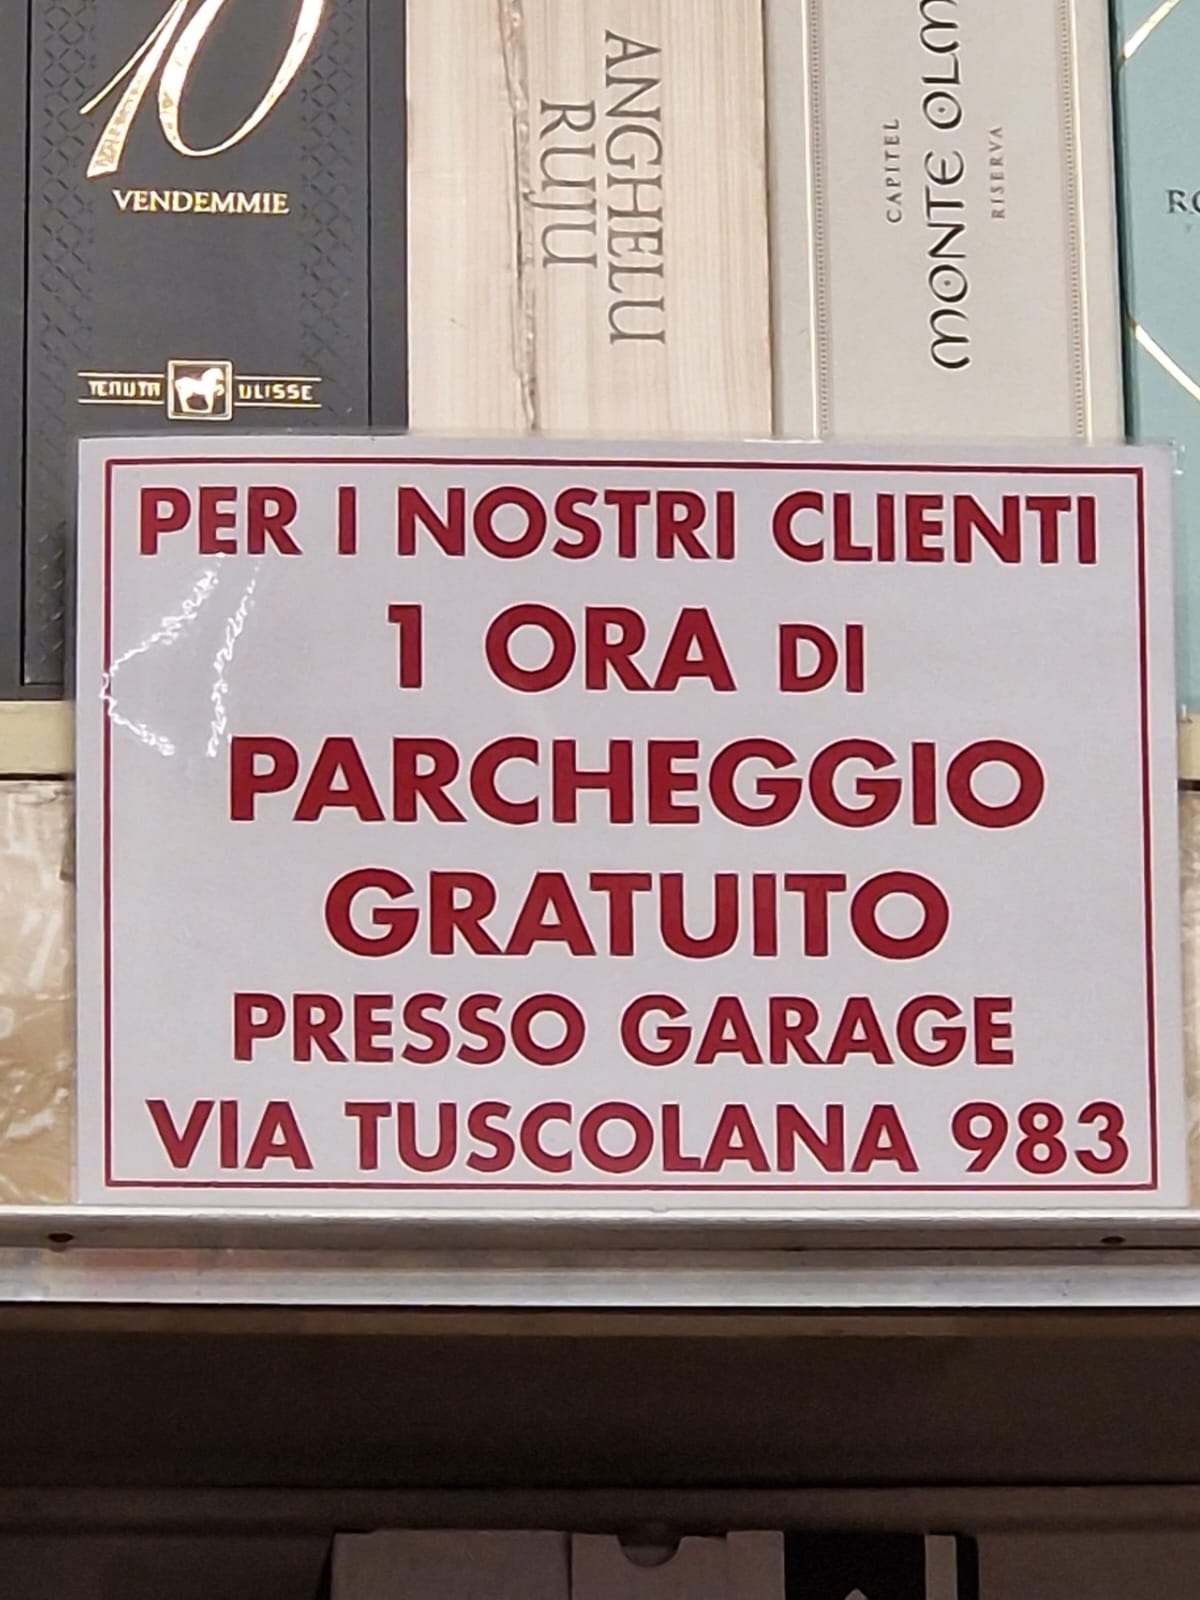 10
VENDEMMIE
TENUTA ULISSE
ANGHELU
RUJU
CAPITEL
MONTE
RISERVA
PER I NOSTRI CLIENTI
1 ORA DI
PARCHEGGIO
GRATUITO
PRESSO GARAGE
VIA TUSCOLANA 983